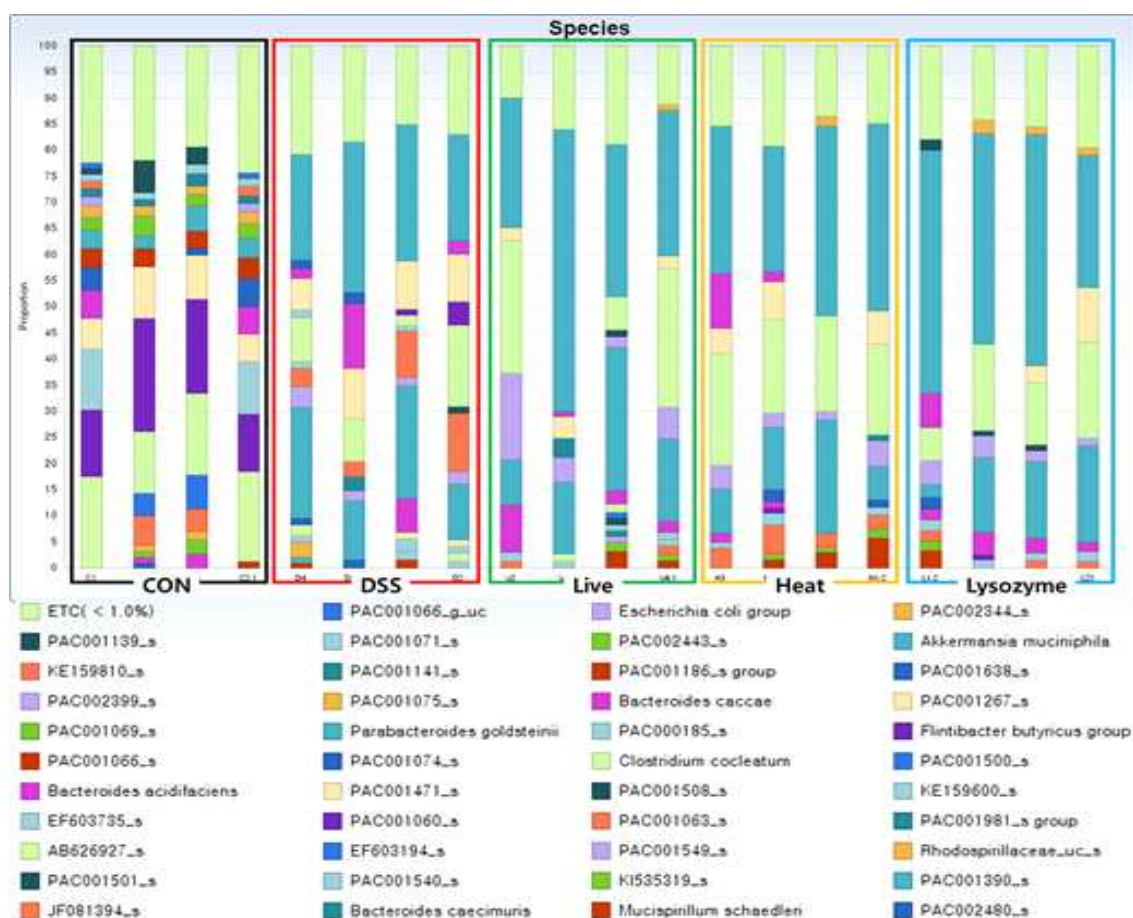 Species
100
95
90
85
80
75
70
65
60
55
50
45
40
35
30
25
20
15
10
5
0
Proportion
CON DSS Live Heat Lysozyme
ETC( < 1.0%) PAC001066_g_uc Escherichia coli group PAC002344_s
PAC001139_s PAC001071_s PAC002443_s Akkermansia muciniphila
KE159810_s PAC001141_s PAC001186_s group PAC001638_s
PAC002399_s PAC001075_s Bacteroides caccae PAC001267_s
PAC001069_s Parabacteroides goldsteinii PAC000185_s Flintibacter butyricus group
PAC001066_s PAC001074_s Clostridium cocleatum PAC001500_s
Bacteroides acidifaciens PAC001471_s PAC001508_s KE159600_s
EF603735_s PAC001060_s PAC001063_s PAC001981_s group
AB626927_s EF603194_s PAC001549_s Rhodospirillaceae_uc_s
PAC001501_s PAC001540_s KI535319_s PAC001390_s
JF081394_s Bacteroides caecimuris Mucispirillum schaedleri PAC002480_s